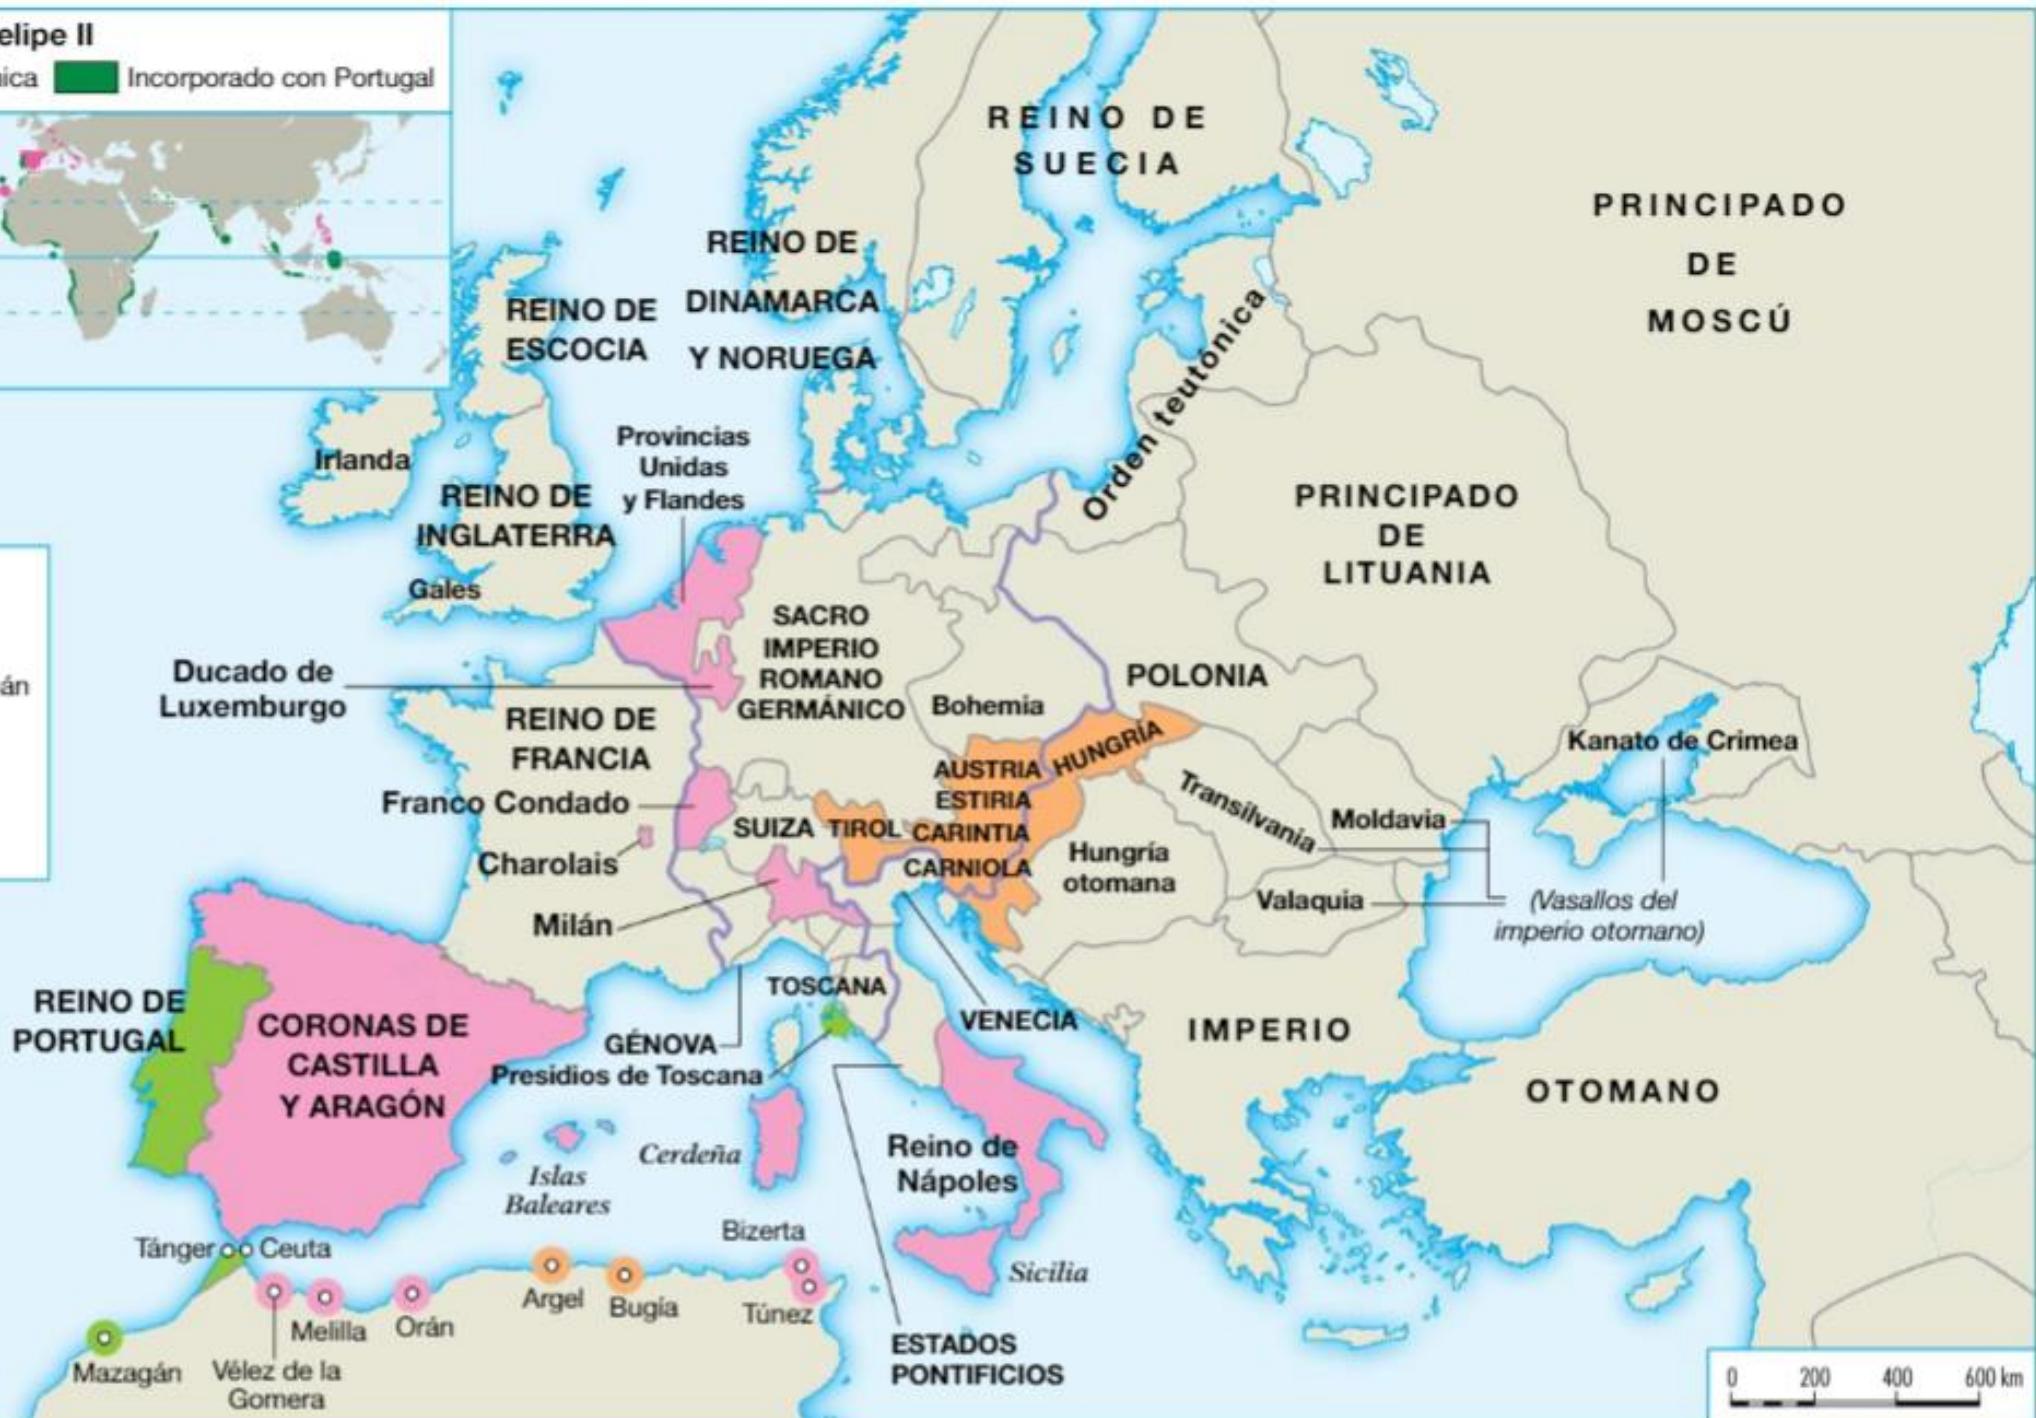 elipe II
ica Incorporado con Portugal
REINO DE
SUECIA
PRINCIPADO
DE
MOSCÚ
REINO DE
DINAMARCA
Y NORUEGA
REINO DE
ESCOCIA
Orden teutónica
Provincias
Unidas
y Flandes
Irlanda
REINO DE
INGLATERRA
Gales
PRINCIPADO
DE
LITUANIA
SACRO
IMPERIO
ROMANO
GERMÁNICO
Ducado de
Luxemburgo
án
Bohemia
POLONIA
REINO DE
FRANCIA
Kanato de Crimea
AUSTRIA
HUNGRÍA
ESTIRIA
Franco Condado
SUIZA
TIROL
CARINTIA
Transilvania
Moldavia
Charolais
CARNIOLA
Hungría
otomana
Valaquia
(Vasallos del
imperio otomano)
Milán
TOSCANA
REINO DE
PORTUGAL
CORONAS DE
CASTILLA
Y ARAGÓN
GÉNOVA
VENECIA
Presidios de Toscana
IMPERIO
OTOMANO
Cerdeña
Islas
Baleares
Reino de
Nápoles
Bizerta
Tánger
Ceuta
Sicilia
Argel
Bugía
Túnez
Melilla
Orán
Mazagán
Vélez de la
Gomera
ESTADOS
PONTIFICIOS
0 200 400 600 km